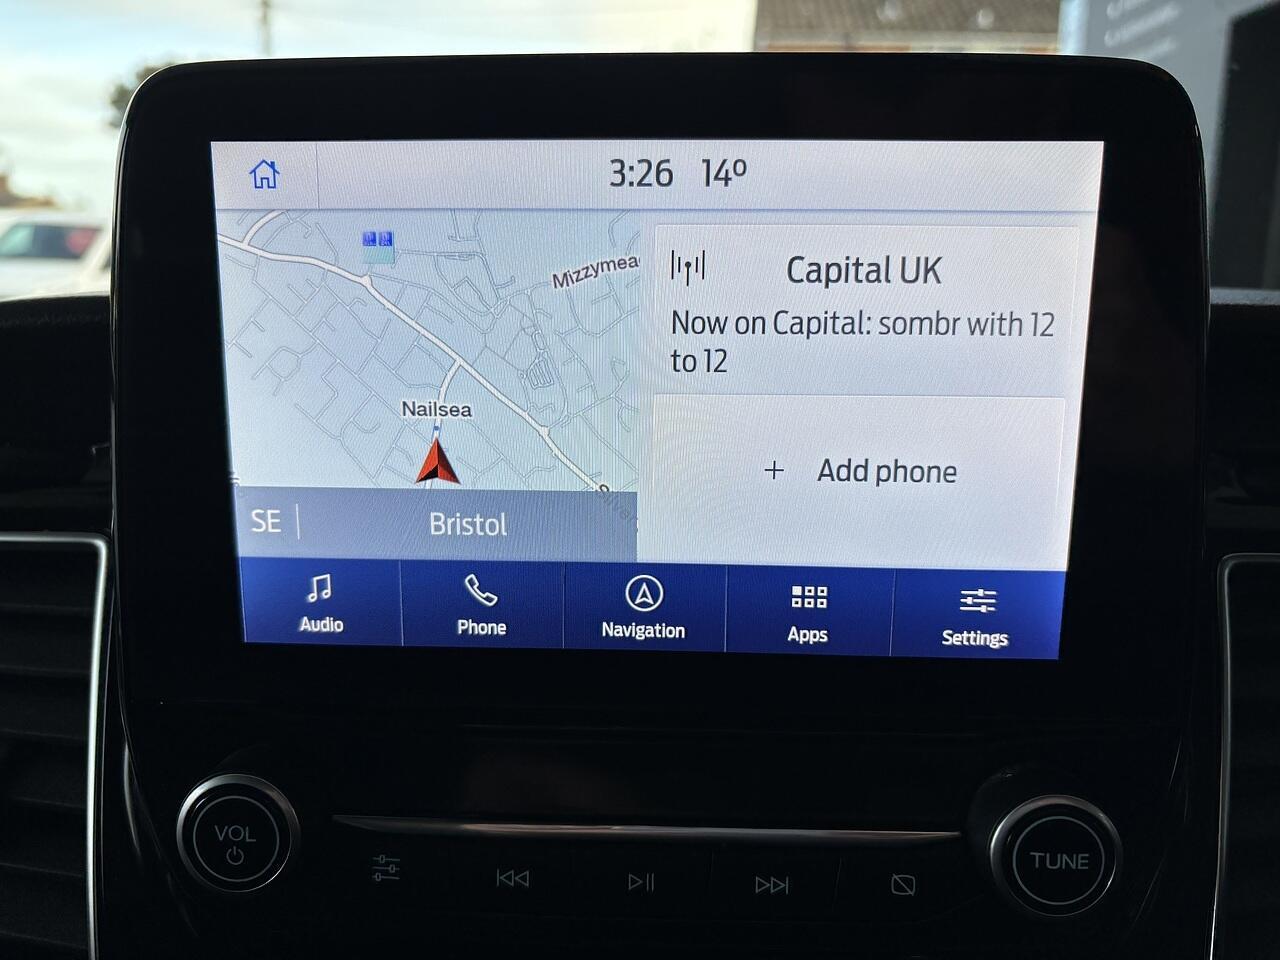 3:26 14º
Mizzymea
Nailsea
Silver
SE
Bristol
Capital UK
Now on Capital: sombr with 12
to 12
+ Add phone
Audio
Phone
Navigation
Apps
Settings
VOL
TUNE